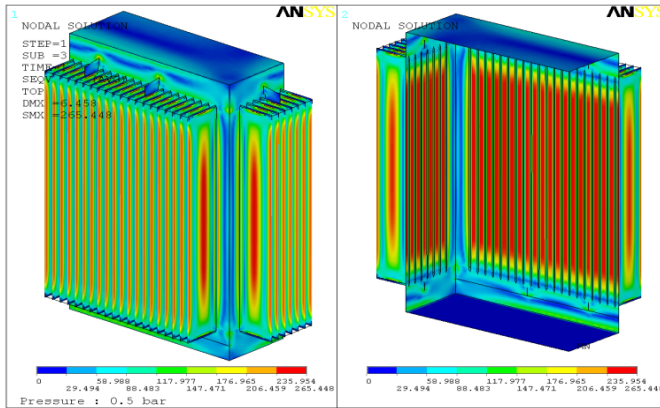 1
ANSYS
NODAL SOLUTION
STEP=1
SUB =3
TOP
DMX =6.458
SMX =265.448
0 58.988 117.977 176.965 235.954
29.494 88.483 147.471 206.459 265.448
Pressure : 0.5 bar
2
ANSYS
NODAL SOLUTION
0 58.988 117.977 176.965 235.954
29.494 88.483 147.471 206.459 265.448